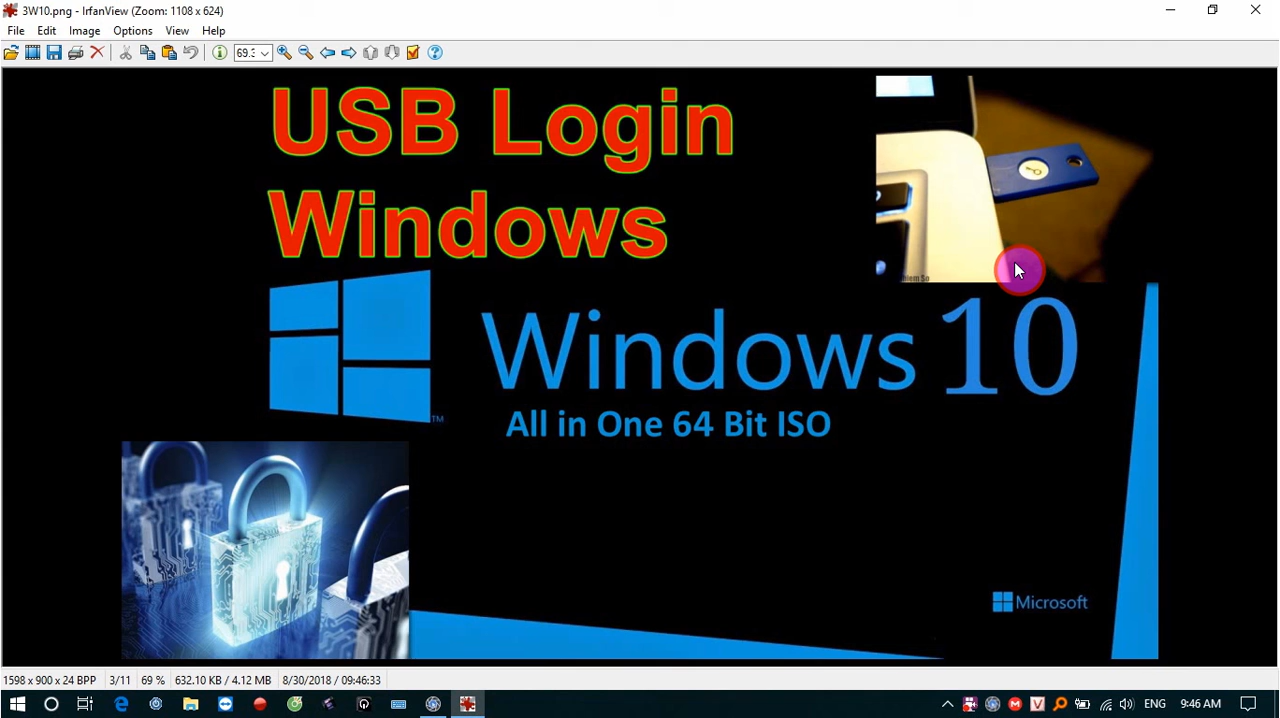 3W10.png - IrfanView (Zoom: 1108 x 624)
File Edit Image Options View Help
USB Login
Windows
Windows 10
TM
All in One 64 Bit ISO
Microsoft
1598 x 900 x 24 BPP 3/11 69 % 632.10 KB / 4.12 MB 8/30/2018 / 09:46:33
ENG 9:46 AM